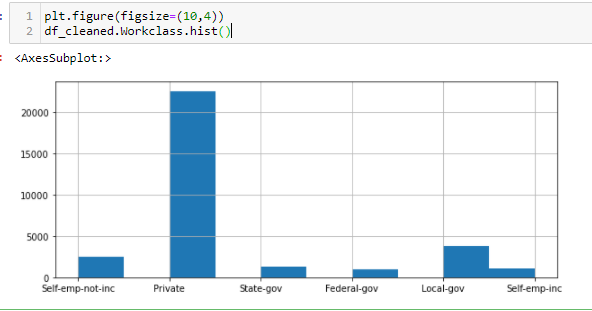 1 plt.figure(figsize=(10,4))
2 df_cleaned.Workclass.hist()
<AxesSubplot:>
20000
15000
10000
5000
0
Self-emp-not-inc Private State-gov Federal-gov Local-gov Self-emp-inc